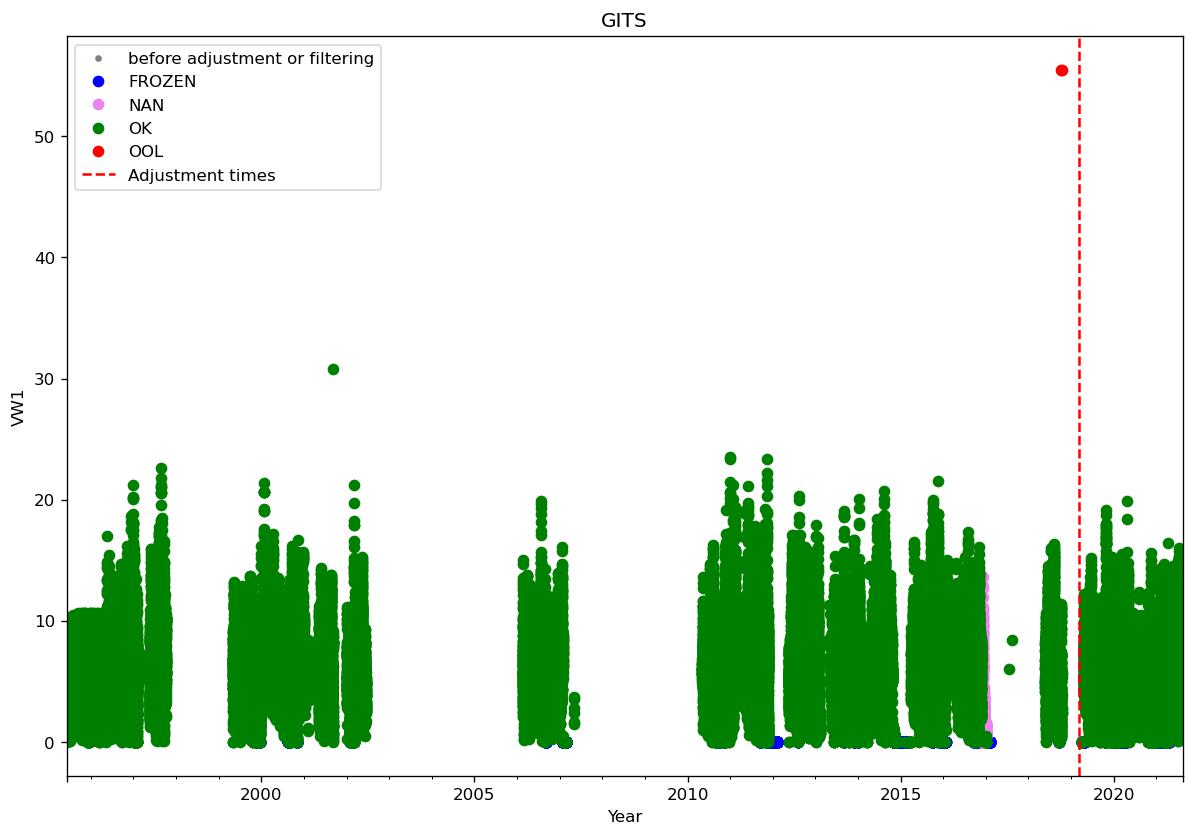 GITS
before adjustment or filtering
FROZEN
NAN
OK
OOL
Adjustment times
50
40
30
20
10
0
VW1
2000
2005
2010
2015
2020
Year